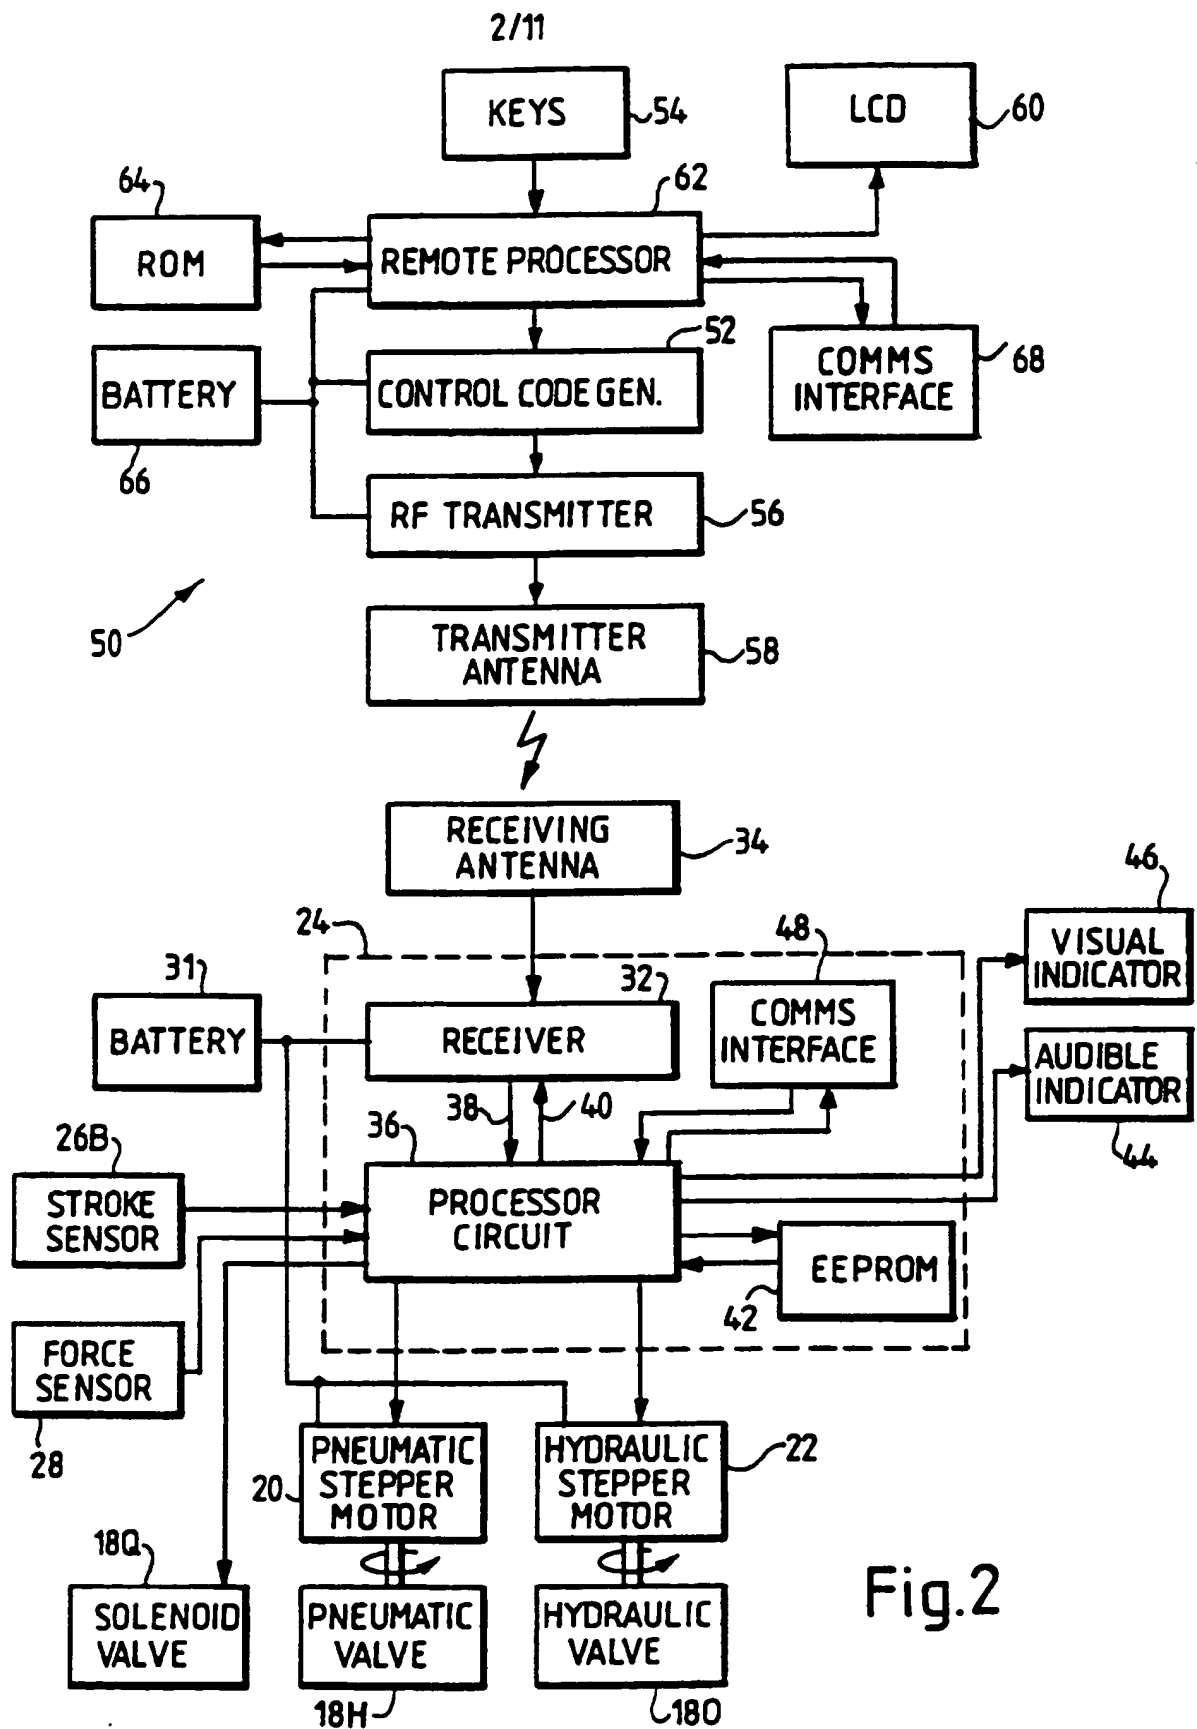 2/11
KEYS
54
LCD
60
64
62
ROM
REMOTE PROCESSOR
52
COMMS
INTERFACE
68
BATTERY
66
CONTROL CODE GEN.
RF TRANSMITTER
56
50
TRANSMITTER
ANTENNA
58
RECEIVING
ANTENNA
34
46
VISUAL
INDICATOR
24
48
31
32
BATTERY
RECEIVER
COMMS
INTERFACE
AUDIBLE
INDICATOR
44
38
40
36
26B
STROKE
SENSOR
PROCESSOR
CIRCUIT
EEPROM
42
FORCE
SENSOR
28
PNEUMATIC
STEPPER
MOTOR
20
HYDRAULIC
STEPPER
MOTOR
22
18Q
SOLENOID
VALVE
PNEUMATIC
VALVE
18H
HYDRAULIC
VALVE
180
Fig.2